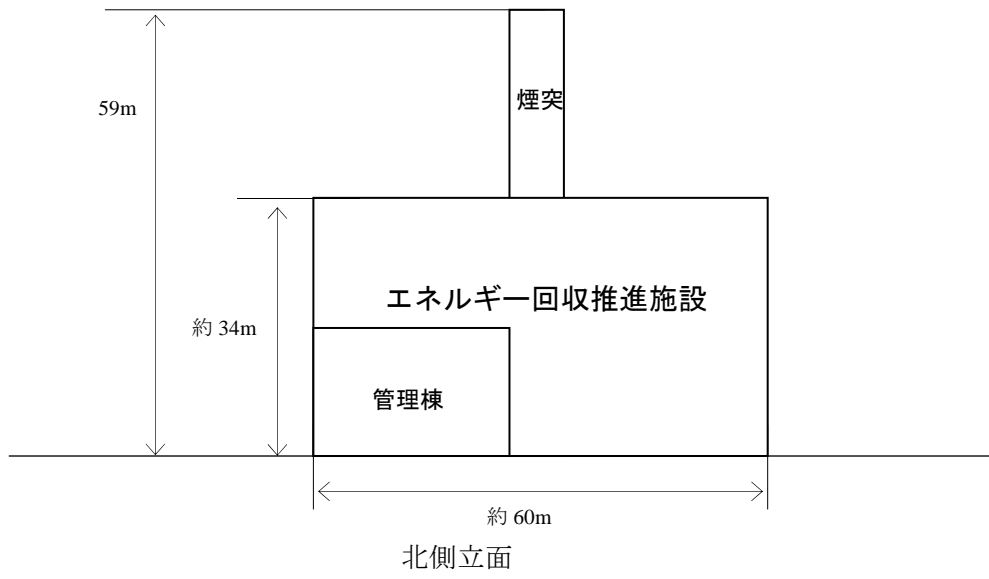 煙突
59m
エネルギー回収推進施設
約 34m
管理棟
約 60m
北側立面